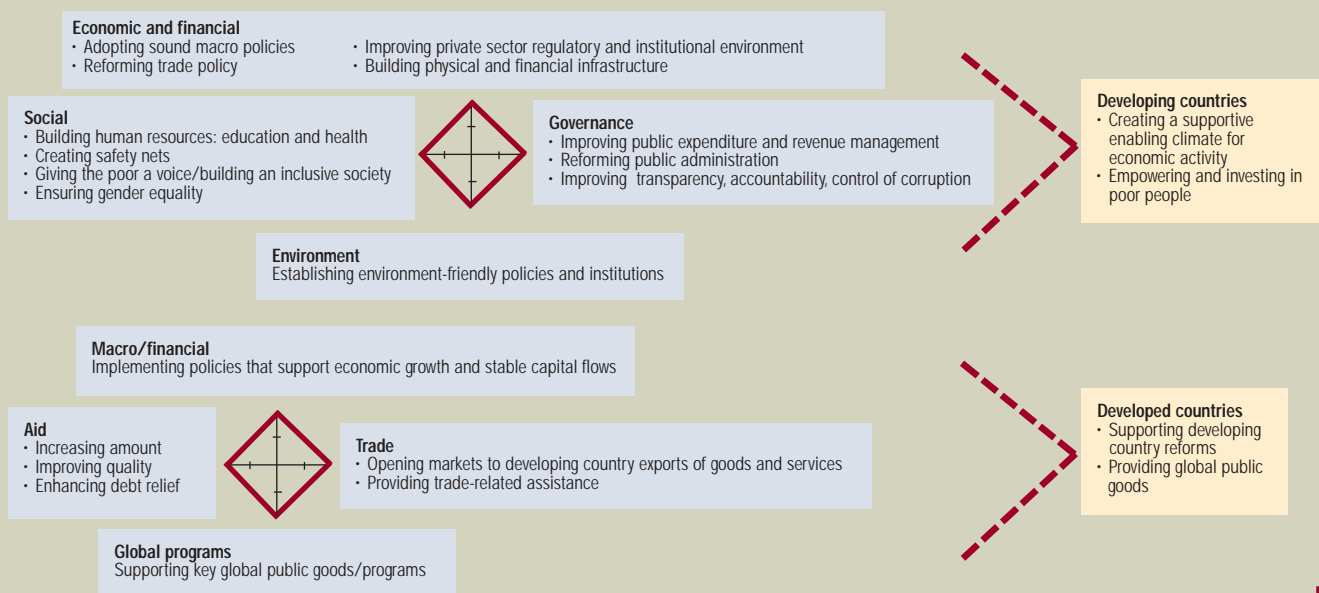 Economic and financial
· Adopting sound macro policies
· Reforming trade policy
· Improving private sector regulatory and institutional environment
· Building physical and financial infrastructure
Social
· Building human resources: education and health
· Creating safety nets
· Giving the poor a voice/building an inclusive society
· Ensuring gender equality
Governance
· Improving public expenditure and revenue management
· Reforming public administration
· Improving transparency, accountability, control of corruption
Environment
Establishing environment-friendly policies and institutions
Developing countries
· Creating a supportive
enabling climate for
economic activity
· Empowering and investing in
poor people
Macro/financial
Implementing policies that support economic growth and stable capital flows
Aid
· Increasing amount
· Improving quality
· Enhancing debt relief
Trade
· Opening markets to developing country exports of goods and services
· Providing trade-related assistance
Global programs
Supporting key global public goods/programs
Developed countries
· Supporting developing
country reforms
· Providing global public
goods